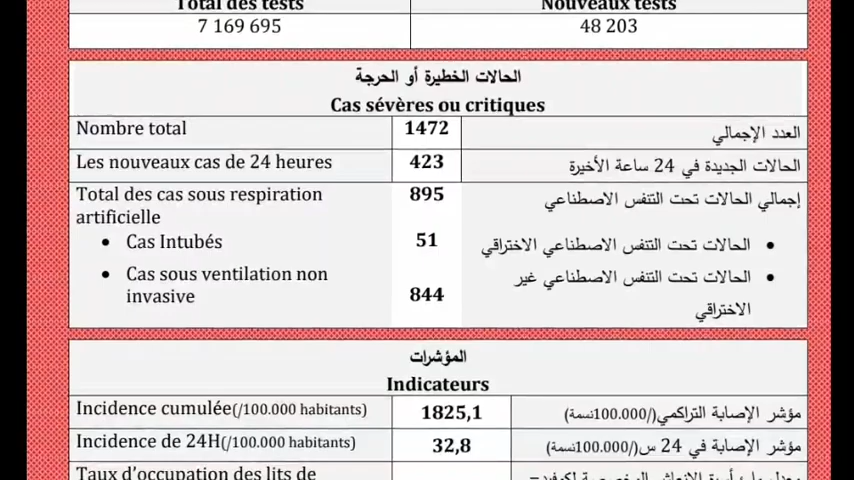 Total des tests Nouveaux tests
7 169 695 48 203
الحالات الخطيرة أو الحرجة
Cas sévères ou critiques
Nombre total 1472 العدد الإجمالي
Les nouveaux cas de 24 heures 423 الحالات الجديدة في 24 ساعة الأخيرة
Total des cas sous respiration artificielle 895 إجمالي الحالات تحت التنفس الاصطناعي
• Cas Intubés 51 • الحالات تحت التنفس الاصطناعي الاختراقي
• Cas sous ventilation non invasive 844 • الحالات تحت التنفس الاصطناعي غير الاختراقي
المؤشرات
Indicateurs
Incidence cumulée(/100.000 habitants) 1825,1 مؤشر الإصابة التراكمي(/100.000نسمة)
Incidence de 24H(/100.000 habitants) 32,8 مؤشر الإصابة في 24 س(/100.000نسمة)
Taux d'occupation des lits de